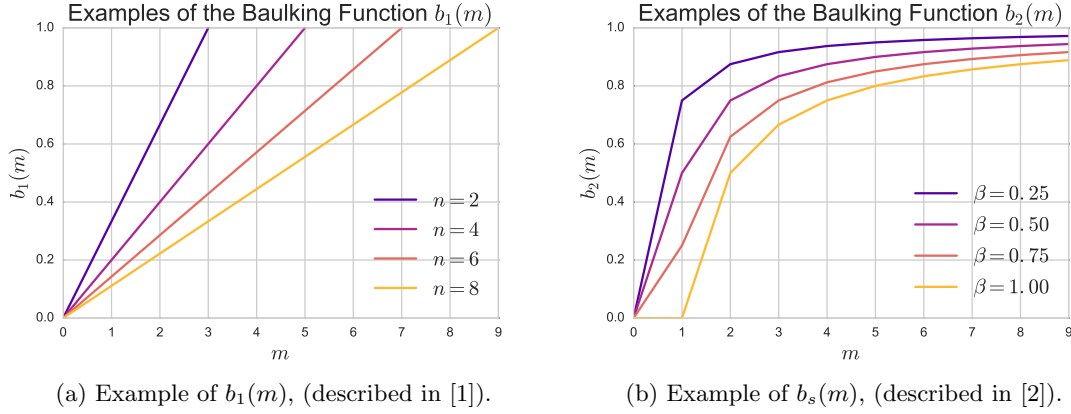 Examples of the Baulking Function b₁(m)
1.0
0.8
0.6
0.4
0.2
0.0
b₁(m)
n = 2
n = 4
n = 6
n = 8
0 1 2 3 4 5 6 7 8 9
m
(a) Example of b₁(m), (described in [1]).
Examples of the Baulking Function b₂(m)
1.0
0.8
0.6
0.4
0.2
0.0
b₂(m)
β = 0.25
β = 0.50
β = 0.75
β = 1.00
0 1 2 3 4 5 6 7 8 9
m
(b) Example of bₛ(m), (described in [2]).